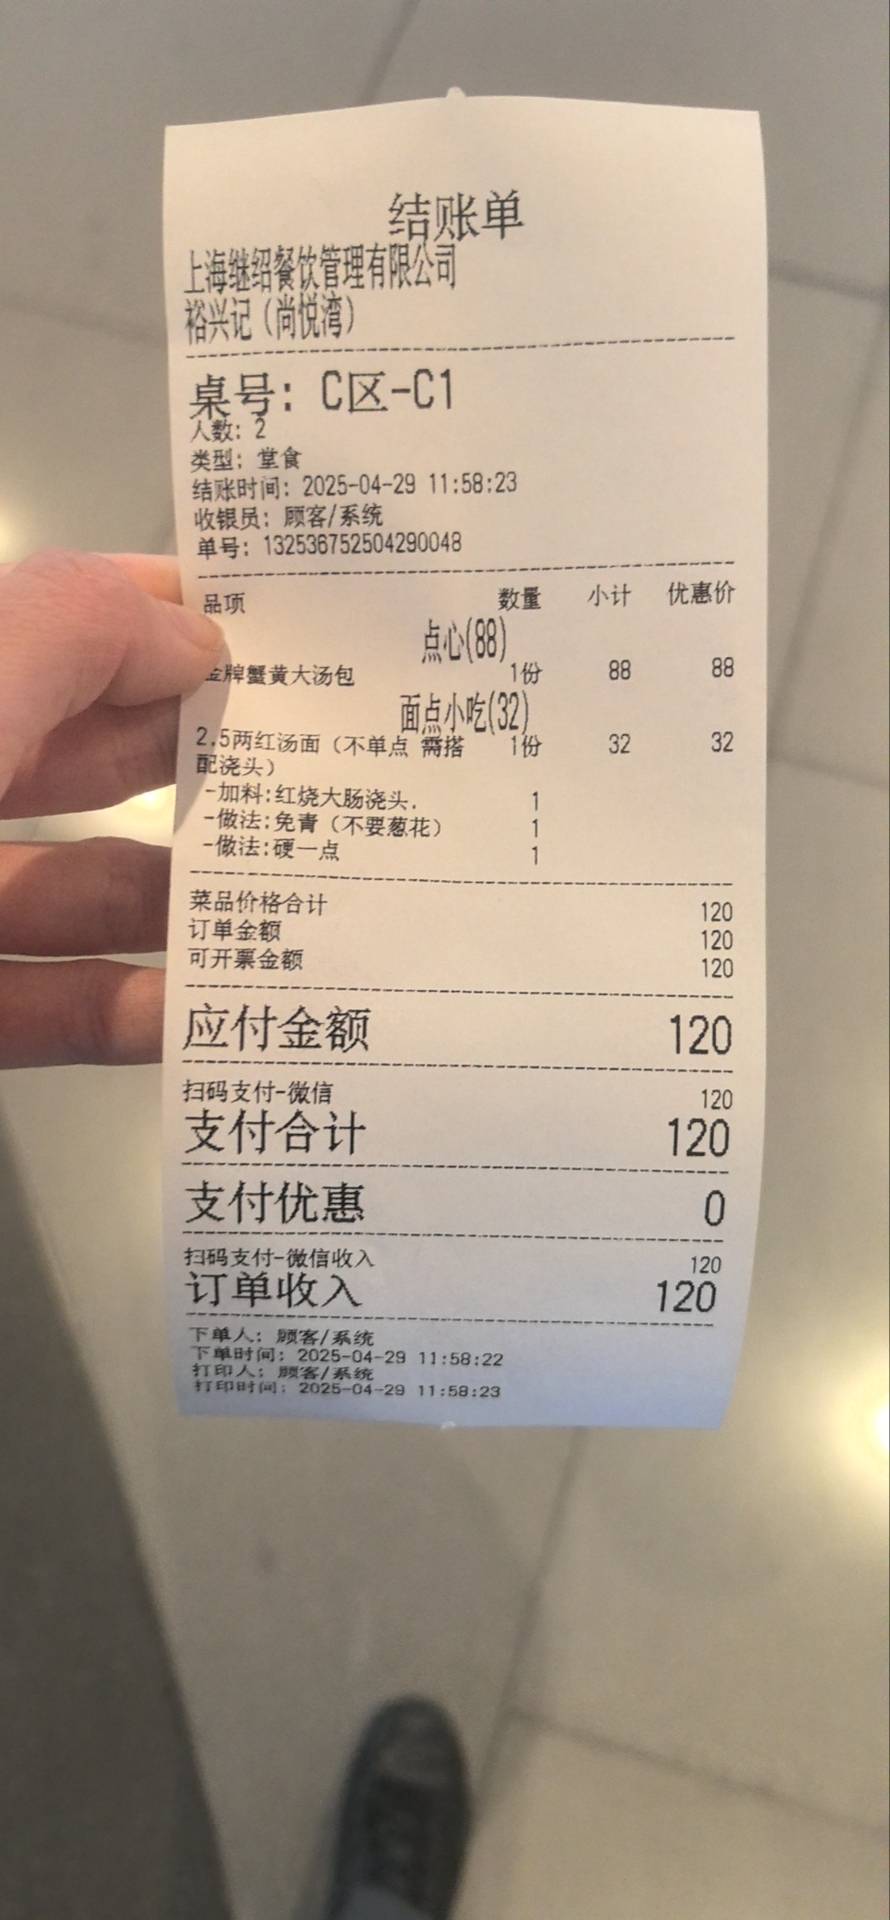 结账单
上海继绍餐饮管理有限公司
裕兴记（尚悦湾）
桌号: C区-C1
人数: 2
类型: 堂食
结账时间: 2025-04-29 11:58:23
收银员: 顾客/系统
单号: 132536752504290048
品项 数量 小计 优惠价
点心(88)
金牌蟹黄大汤包 1份 88 88
面点小吃(32)
2.5两红汤面（不单点 需搭 1份 32 32
配浇头）
-加料:红烧大肠浇头. 1
-做法:免青（不要葱花） 1
-做法:硬一点 1
菜品价格合计 120
订单金额 120
可开票金额 120
应付金额 120
扫码支付-微信 120
支付合计 120
支付优惠 0
扫码支付-微信收入 120
订单收入 120
下单人: 顾客/系统
下单时间: 2025-04-29 11:58:22
打印人: 顾客/系统
打印时间: 2025-04-29 11:58:23